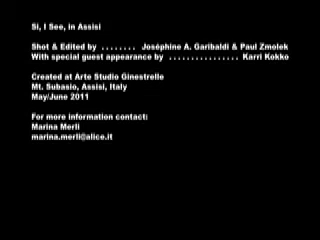 Si, I See, in Assisi
Shot & Edited by ........ Joséphine A. Garibaldi & Paul Zmolek
With special guest appearance by ............... Karri Kokko
Created at Arte Studio Ginestrelle
Mt. Subasio, Assisi, Italy
May/June 2011
For more information contact:
Marina Merli
marina.merli@alice.it